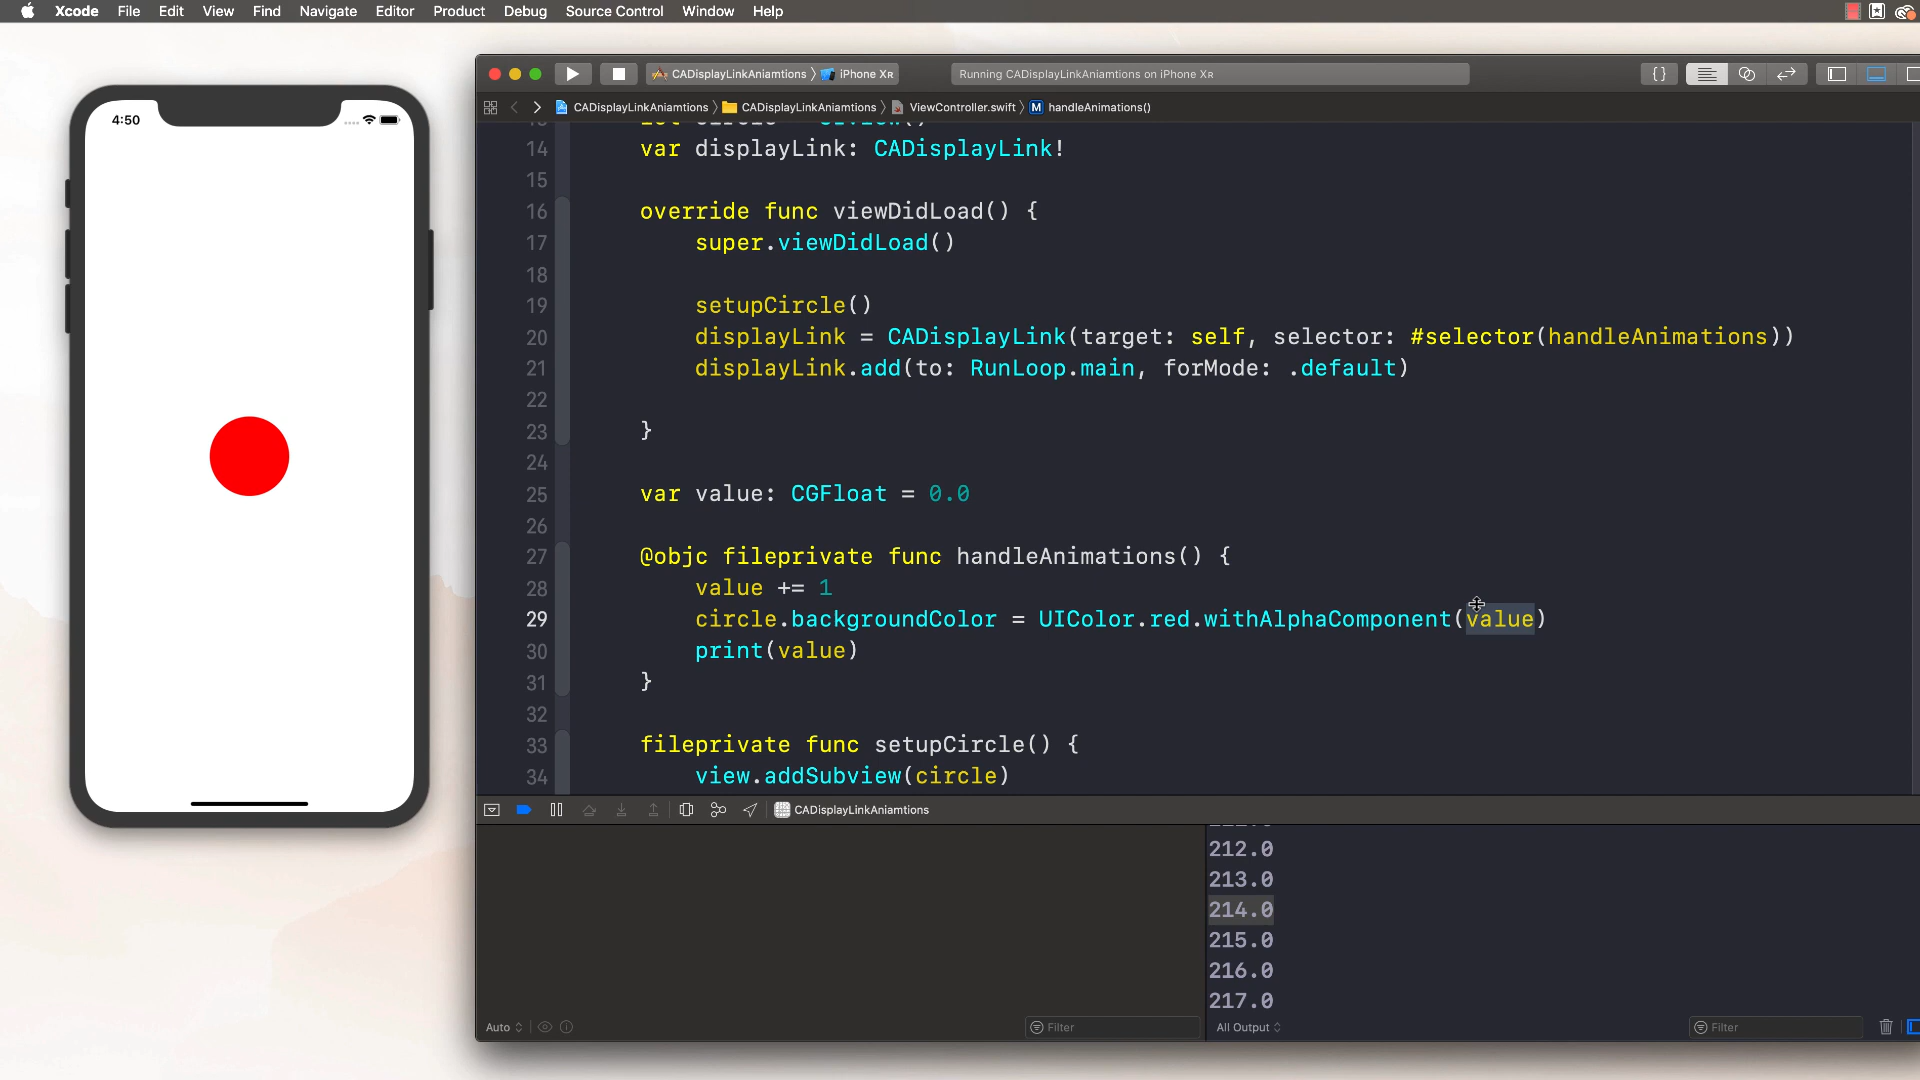 Xcode File Edit View Find Navigate Editor Product Debug Source Control Window Help
4:50
CADisplayLinkAniamtions iPhone XR
Running CADisplayLinkAniamtions on iPhone XR
CADisplayLinkAniamtions CADisplayLinkAniamtions ViewController.swift M handleAnimations()
14 var displayLink: CADisplayLink!
15
16 override func viewDidLoad() {
17 super.viewDidLoad()
18
19 setupCircle()
20 displayLink = CADisplayLink(target: self, selector: #selector(handleAnimations))
21 displayLink.add(to: RunLoop.main, forMode: .default)
22
23 }
24
25 var value: CGFloat = 0.0
26
27 @objc fileprivate func handleAnimations() {
28 value += 1
29 circle.backgroundColor = UIColor.red.withAlphaComponent(value)
30 print(value)
31 }
32
33 fileprivate func setupCircle() {
34 view.addSubview(circle)
CADisplayLinkAniamtions
212.0
213.0
214.0
215.0
216.0
217.0
Auto Filter All Output Filter